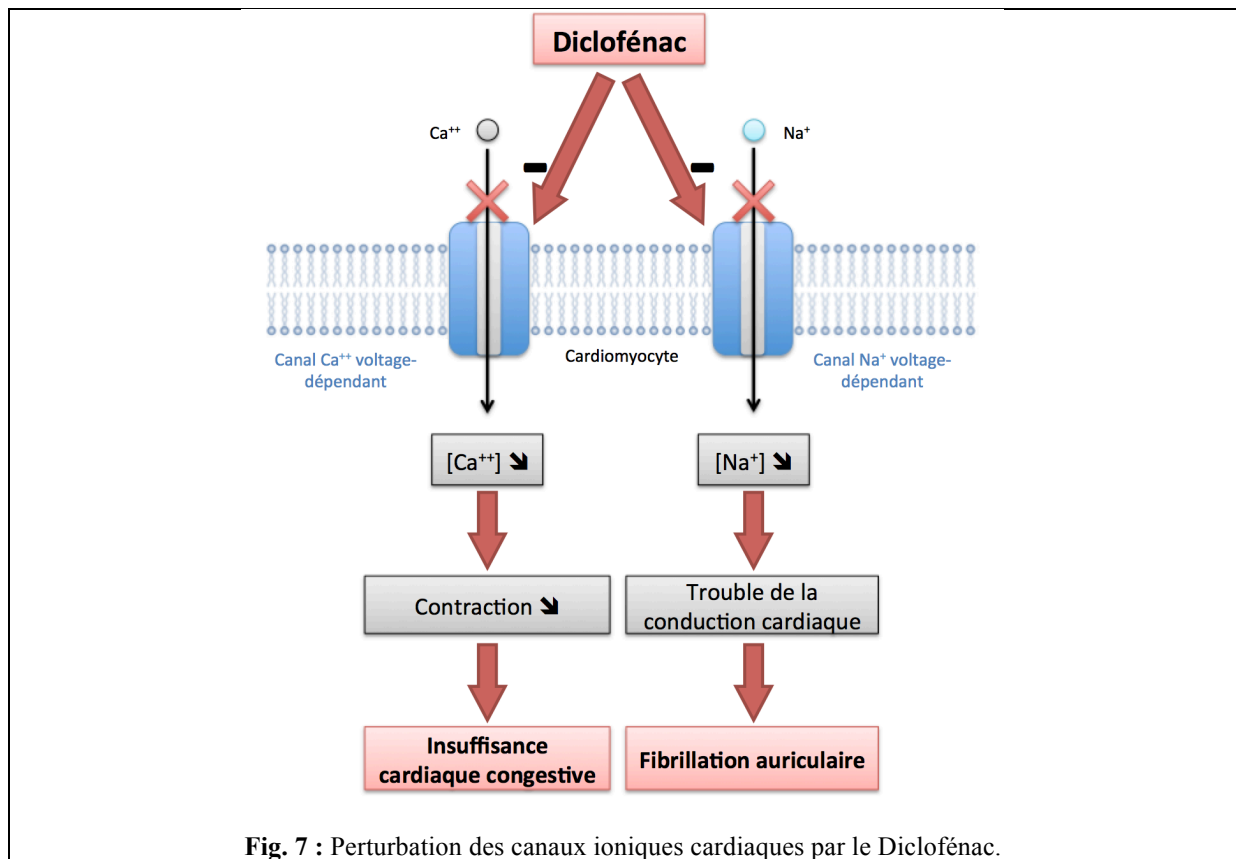 Diclofénac
Ca⁺⁺
Na⁺
-
-
Canal Ca⁺⁺ voltage-
dépendant
Cardiomyocyte
Canal Na⁺ voltage-
dépendant
[Ca⁺⁺] ↘
[Na⁺] ↘
Contraction ↘
Trouble de la
conduction cardiaque
Insuffisance
cardiaque congestive
Fibrillation auriculaire
Fig. 7 : Perturbation des canaux ioniques cardiaques par le Diclofénac.